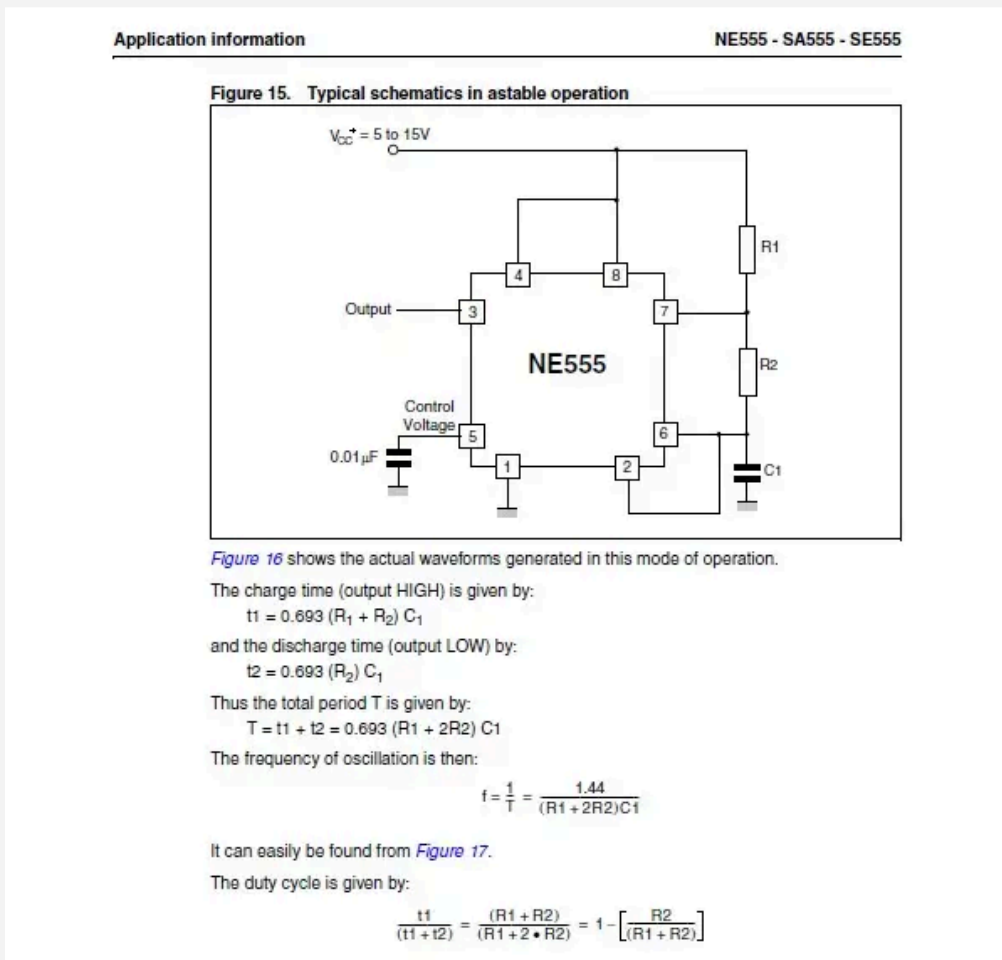 Application information
NE555 - SA555 - SE555
Figure 15. Typical schematics in astable operation
VCC+ = 5 to 15V
R1
4
8
Output
3
7
NE555
R2
Control
Voltage
5
6
0.01µF
1
2
C1
Figure 16 shows the actual waveforms generated in this mode of operation.
The charge time (output HIGH) is given by:
t1 = 0.693 (R1 + R2) C1
and the discharge time (output LOW) by:
t2 = 0.693 (R2) C1
Thus the total period T is given by:
T = t1 + t2 = 0.693 (R1 + 2R2) C1
The frequency of oscillation is then:
f = 1/T = 1.44/(R1 + 2R2)C1
It can easily be found from Figure 17.
The duty cycle is given by:
t1/(t1 + t2) = (R1 + R2)/(R1 + 2 • R2) = 1 - [R2/(R1 + R2)]